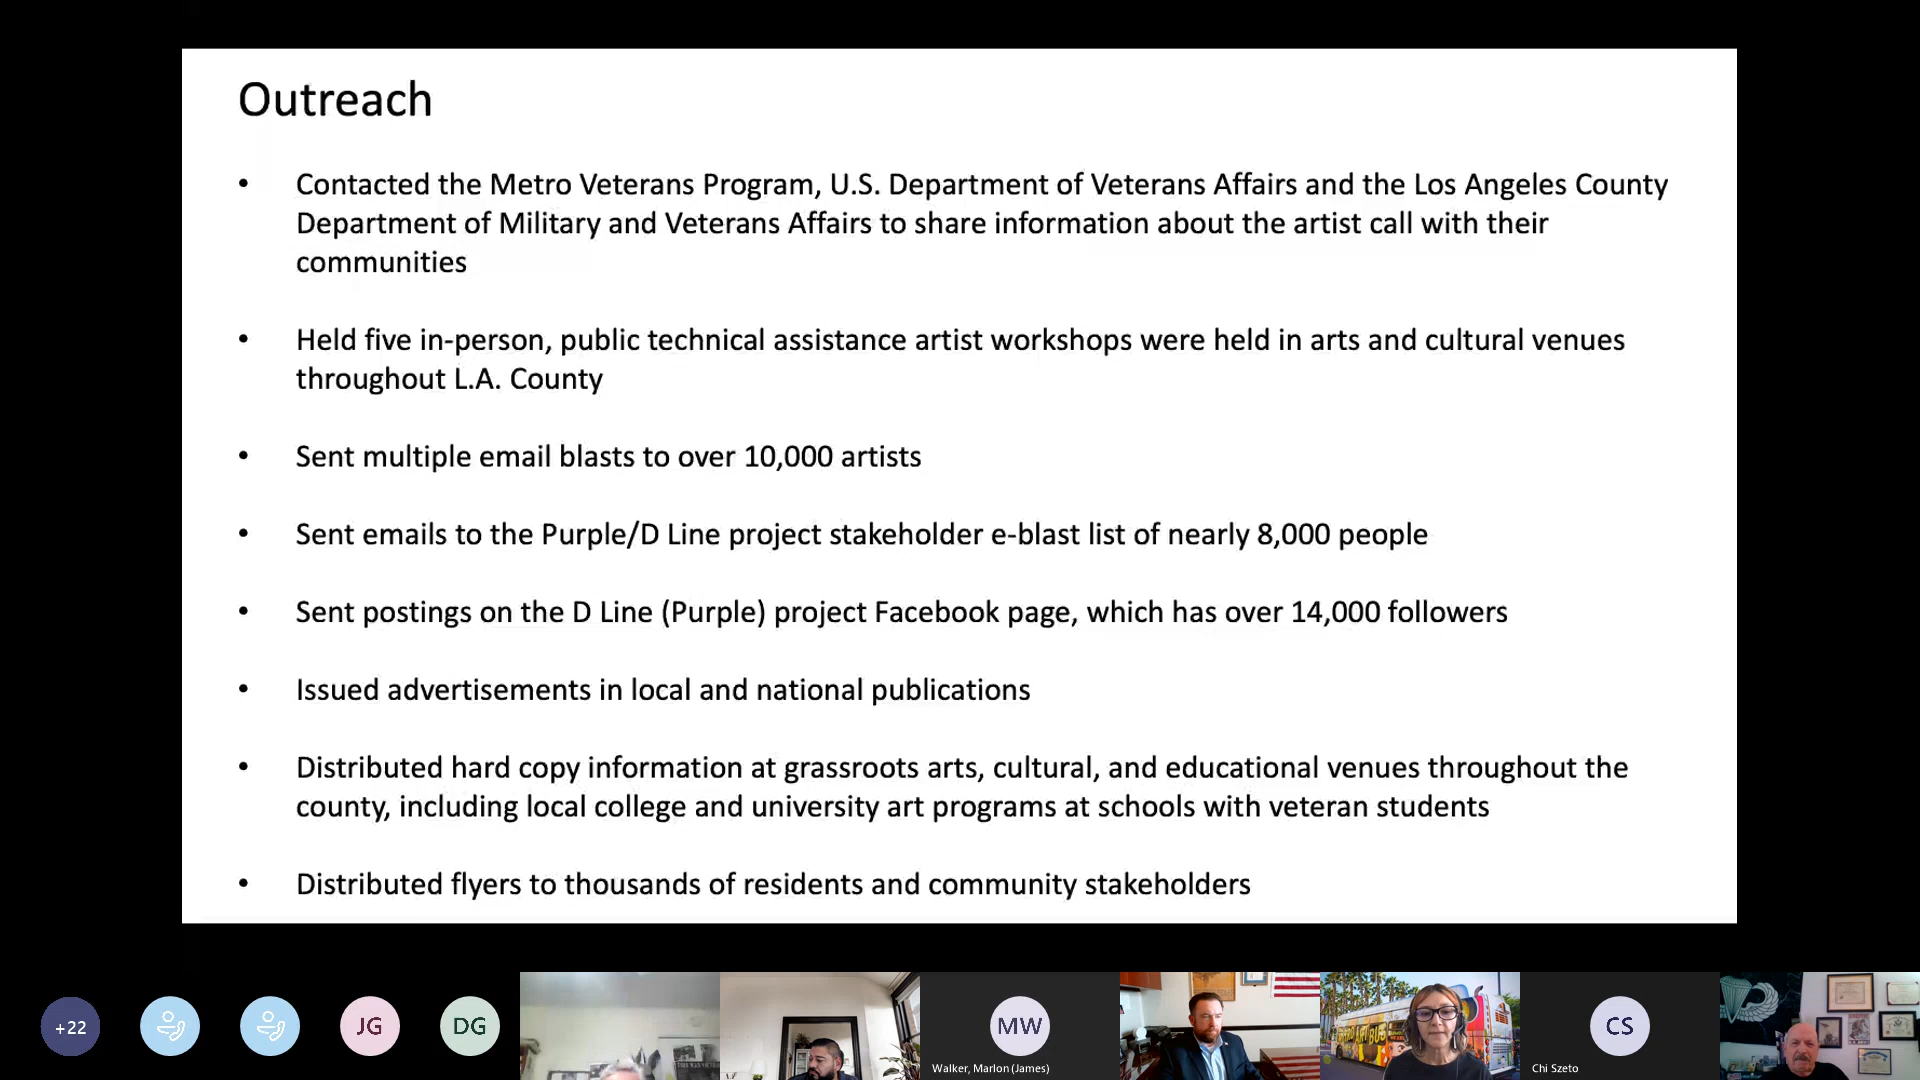 Outreach
• Contacted the Metro Veterans Program, U.S. Department of Veterans Affairs and the Los Angeles County
Department of Military and Veterans Affairs to share information about the artist call with their
communities
• Held five in-person, public technical assistance artist workshops were held in arts and cultural venues
throughout L.A. County
• Sent multiple email blasts to over 10,000 artists
• Sent emails to the Purple/D Line project stakeholder e-blast list of nearly 8,000 people
• Sent postings on the D Line (Purple) project Facebook page, which has over 14,000 followers
• Issued advertisements in local and national publications
• Distributed hard copy information at grassroots arts, cultural, and educational venues throughout the
county, including local college and university art programs at schools with veteran students
• Distributed flyers to thousands of residents and community stakeholders
+22
JG
DG
MW
Walker, Marlon (James)
CS
Chi Szeto